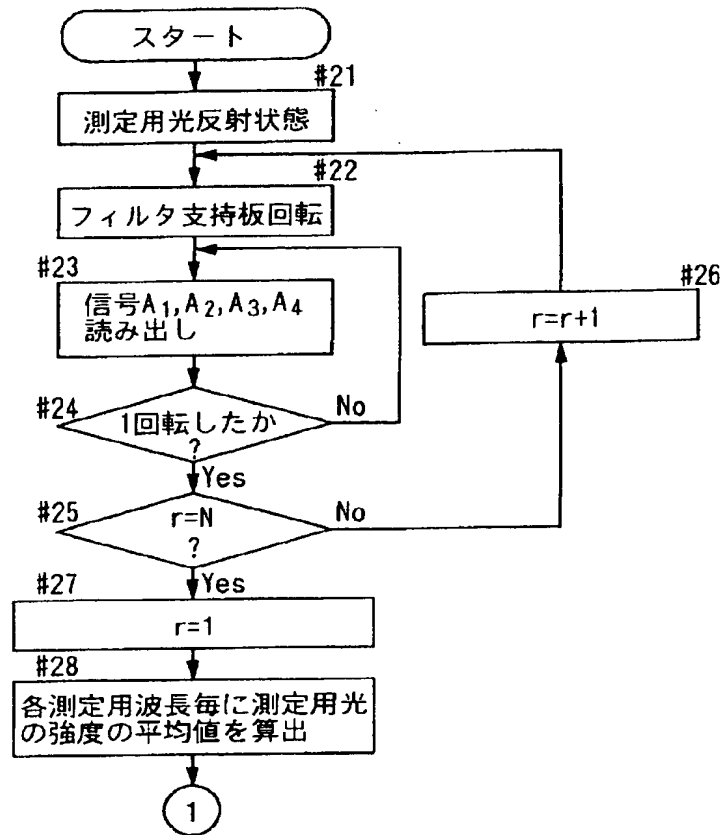 スタート
#21
測定用光反射状態
#22
フィルタ支持板回転
#23
信号A1,A2,A3,A4
読み出し
#26
r=r+1
#24
1回転したか
?
No
Yes
#25
r=N
?
No
Yes
#27
r=1
#28
各測定用波長毎に測定用光
の強度の平均値を算出
1